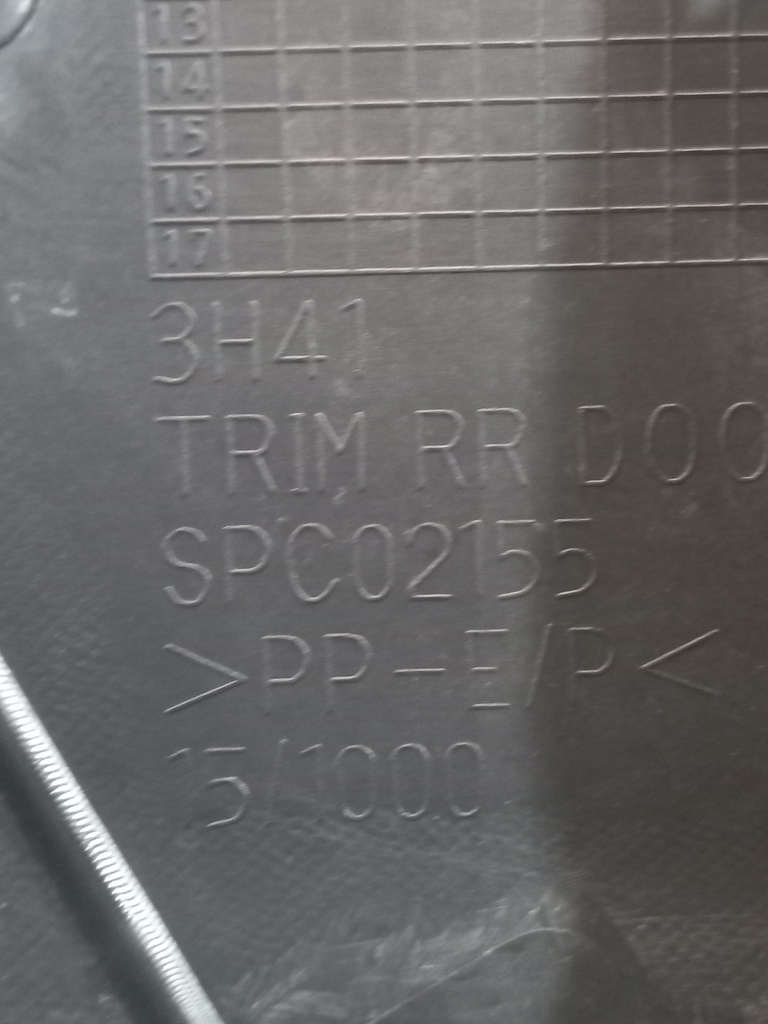 13
14
15
16
17
3H41
TRIM RR DOO
SPC02155
>PP-E/P<
15/1000